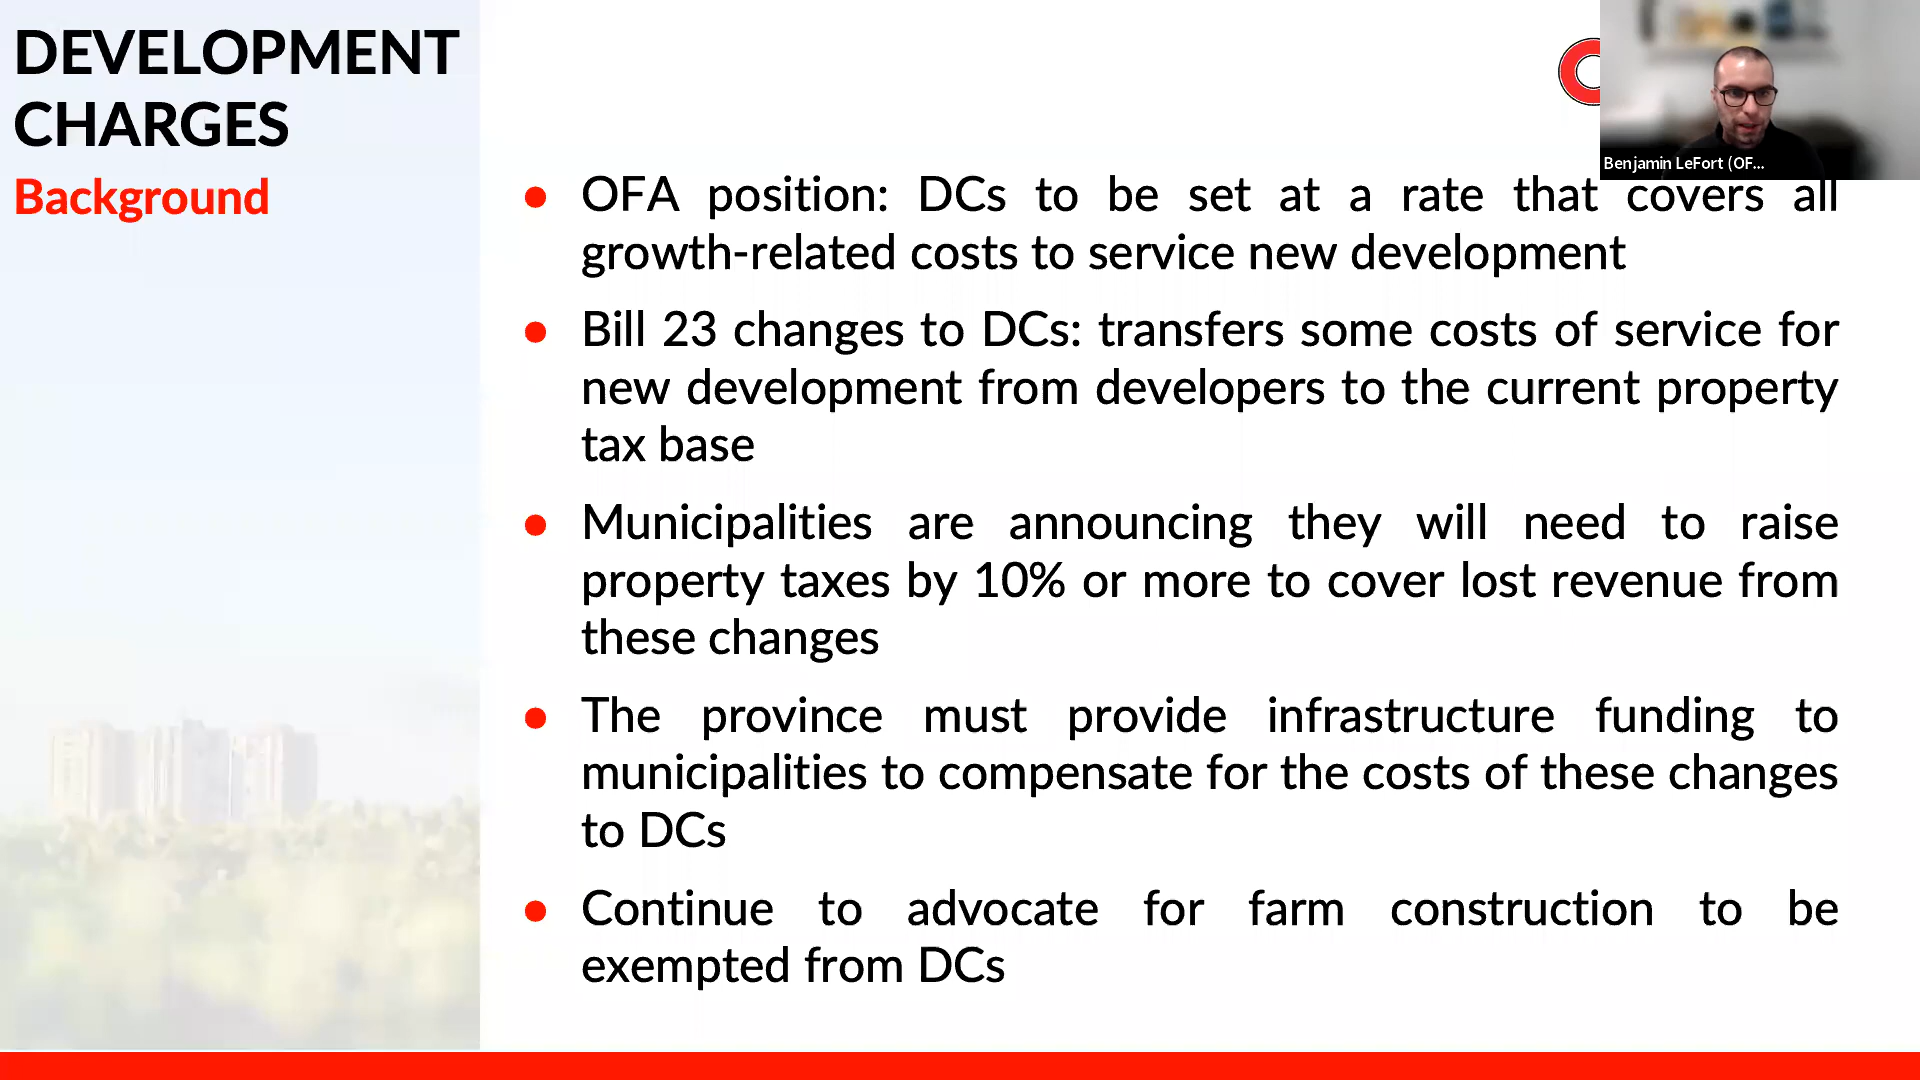 DEVELOPMENT
CHARGES
Background
Benjamin LeFort (OF...
● OFA position: DCs to be set at a rate that covers all
growth-related costs to service new development
● Bill 23 changes to DCs: transfers some costs of service for
new development from developers to the current property
tax base
● Municipalities are announcing they will need to raise
property taxes by 10% or more to cover lost revenue from
these changes
● The province must provide infrastructure funding to
municipalities to compensate for the costs of these changes
to DCs
● Continue to advocate for farm construction to be
exempted from DCs